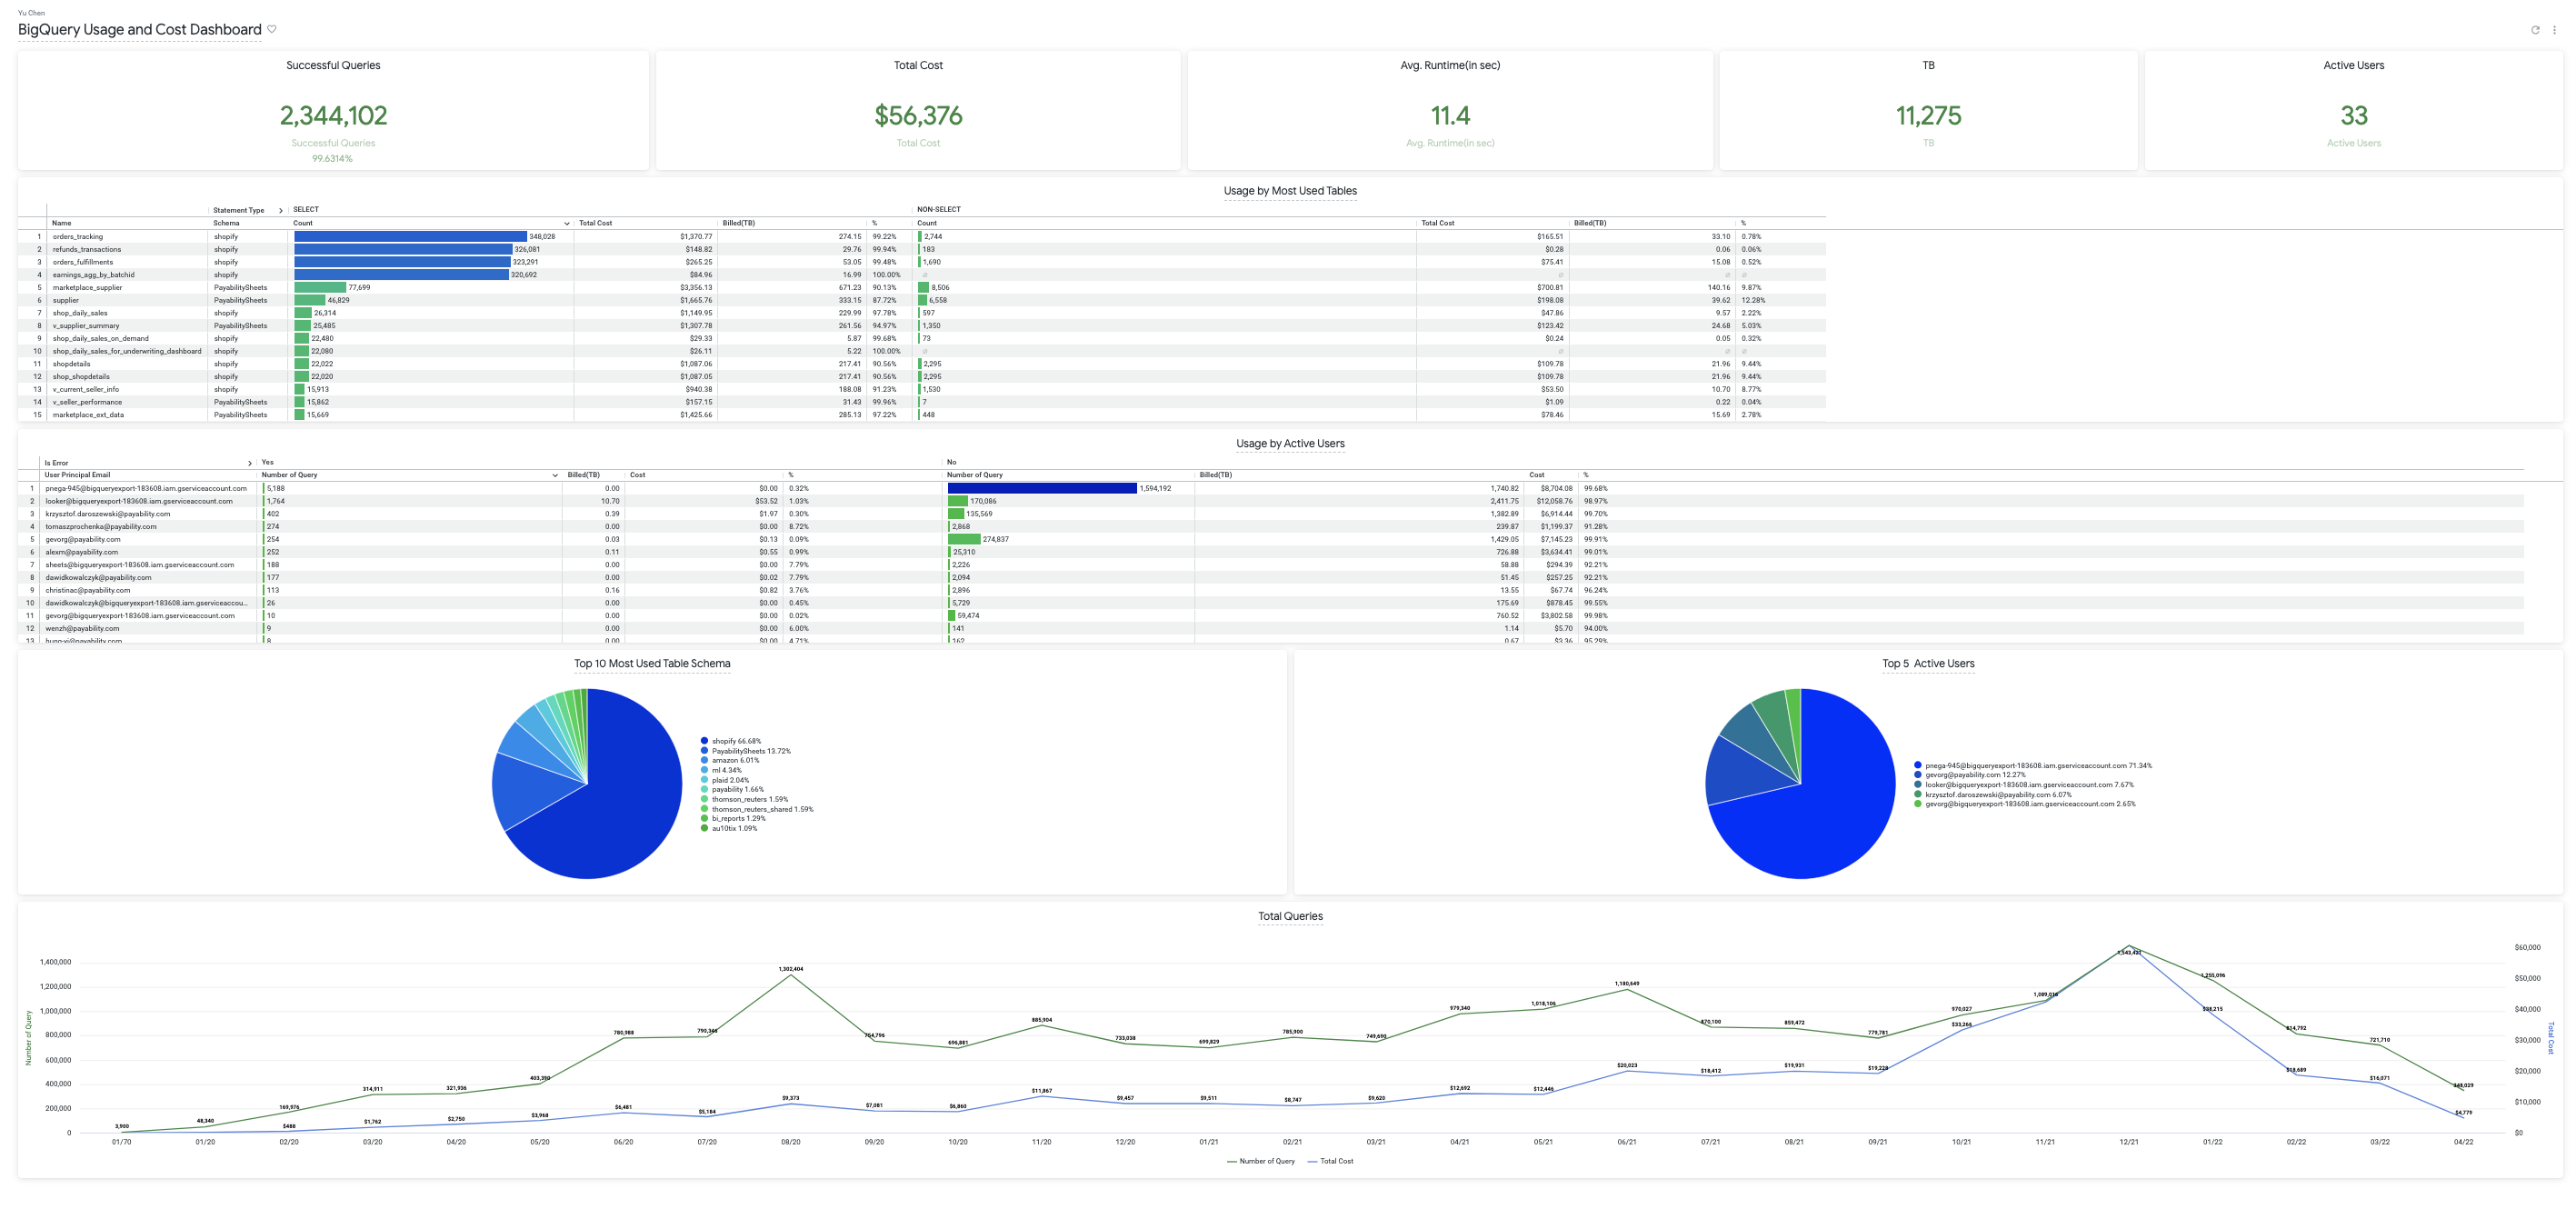 Yu Chen
BigQuery Usage and Cost Dashboard
Successful Queries
2,344,102
Successful Queries
99.6314%
Total Cost
$56,376
Total Cost
Avg. Runtime(in sec)
11.4
Avg. Runtime(in sec)
TB
11,275
TB
Active Users
33
Active Users
Usage by Most Used Tables
Statement Type SELECT NON-SELECT
Name Schema Count Total Cost Billed(TB) % Count Total Cost Billed(TB) %
1 orders_tracking shopify 348,028 $1,370.77 274.15 99.22% 2,744 $165.51 33.10 0.78%
2 refunds_transactions shopify 326,081 $148.82 29.76 99.94% 183 $0.28 0.06 0.06%
3 orders_fulfillments shopify 323,291 $265.25 53.05 99.48% 1,690 $75.41 15.08 0.52%
4 earnings_agg_by_batchid shopify 320,692 $84.96 16.99 100.00% ∅ ∅ ∅ ∅
5 marketplace_supplier PayabilitySheets 77,699 $3,356.13 671.23 90.13% 8,506 $700.81 140.16 9.87%
6 supplier PayabilitySheets 46,829 $1,665.76 333.15 87.72% 6,558 $198.08 39.62 12.28%
7 shop_daily_sales shopify 26,314 $1,149.95 229.99 97.78% 597 $47.86 9.57 2.22%
8 v_supplier_summary PayabilitySheets 25,485 $1,307.78 261.56 94.97% 1,350 $123.42 24.68 5.03%
9 shop_daily_sales_on_demand shopify 22,480 $29.33 5.87 99.68% 73 $0.24 0.05 0.32%
10 shop_daily_sales_for_underwriting_dashboard shopify 22,080 $26.11 5.22 100.00% ∅ ∅ ∅ ∅
11 shopdetails shopify 22,022 $1,087.06 217.41 90.56% 2,295 $109.78 21.96 9.44%
12 shop_shopdetails shopify 22,020 $1,087.05 217.41 90.56% 2,295 $109.78 21.96 9.44%
13 v_current_seller_info shopify 15,913 $940.38 188.08 91.23% 1,530 $53.50 10.70 8.77%
14 v_seller_performance PayabilitySheets 15,862 $157.15 31.43 99.96% 7 $1.09 0.22 0.04%
15 marketplace_ext_data PayabilitySheets 15,669 $1,425.66 285.13 97.22% 448 $78.46 15.69 2.78%
Usage by Active Users
Is Error Yes No
User Principal Email Number of Query Billed(TB) Cost % Number of Query Billed(TB) Cost %
1 pnega-945@bigqueryexport-183608.iam.gserviceaccount.com 5,188 0.00 $0.00 0.32% 1,594,192 1,740.82 $8,704.08 99.68%
2 looker@bigqueryexport-183608.iam.gserviceaccount.com 1,764 10.70 $53.52 1.03% 170,086 2,411.75 $12,058.76 98.97%
3 krzysztof.daroszewski@payability.com 402 0.39 $1.97 0.30% 135,569 1,382.89 $6,914.44 99.70%
4 tomaszprochenka@payability.com 274 0.00 $0.00 8.72% 2,868 239.87 $1,199.37 91.28%
5 gevorg@payability.com 254 0.03 $0.13 0.09% 274,837 1,429.05 $7,145.23 99.91%
6 alexm@payability.com 252 0.11 $0.55 0.99% 25,310 726.88 $3,634.41 99.01%
7 sheets@bigqueryexport-183608.iam.gserviceaccount.com 188 0.00 $0.00 7.79% 2,226 58.88 $294.39 92.21%
8 dawidkowalczyk@payability.com 177 0.00 $0.02 7.79% 2,094 51.45 $257.25 92.21%
9 christinac@payability.com 113 0.16 $0.82 3.76% 2,896 13.55 $67.74 96.24%
10 dawidkowalczyk@bigqueryexport-183608.iam.gserviceaccou... 26 0.00 $0.00 0.45% 5,729 175.69 $878.45 99.55%
11 gevorg@bigqueryexport-183608.iam.gserviceaccount.com 10 0.00 $0.00 0.02% 59,474 760.52 $3,802.58 99.98%
12 wenzh@payability.com 9 0.00 $0.00 6.00% 141 1.14 $5.70 94.00%
13 8 0.00 $0.00 4.71% 162 0.67 $3.36 95.29%
Top 10 Most Used Table Schema
shopify 66.68%
PayabilitySheets 13.72%
amazon 6.01%
ml 4.34%
plaid 2.04%
payability 1.66%
thomson_reuters 1.59%
thomson_reuters_shared 1.59%
bi_reports 1.29%
au10tix 1.09%
Top 5 Active Users
pnega-945@bigqueryexport-183608.iam.gserviceaccount.com 71.34%
gevorg@payability.com 12.27%
looker@bigqueryexport-183608.iam.gserviceaccount.com 7.67%
krzysztof.daroszewski@payability.com 6.07%
gevorg@bigqueryexport-183608.iam.gserviceaccount.com 2.65%
Total Queries
Number of Query
1,400,000
1,200,000
1,000,000
800,000
600,000
400,000
200,000
0
3,900 48,340 169,976 314,911 321,936 403,390 780,988 790,346 1,302,404 754,796 696,881 885,904 733,038 699,829 785,900 749,690 979,340 1,018,106 1,180,649 870,100 859,472 779,781 970,027 1,089,016 1,543,421 1,255,096 814,792 721,710 348,029
$488 $1,762 $2,750 $3,968 $6,481 $5,184 $9,373 $7,081 $6,860 $11,867 $9,457 $9,511 $8,747 $9,620 $12,692 $12,446 $20,023 $18,412 $19,931 $19,228 $33,266 $38,215 $18,689 $16,071 $4,779
$60,000
$50,000
$40,000
$30,000
$20,000
$10,000
$0
Total Cost
01/70 01/20 02/20 03/20 04/20 05/20 06/20 07/20 08/20 09/20 10/20 11/20 12/20 01/21 02/21 03/21 04/21 05/21 06/21 07/21 08/21 09/21 10/21 11/21 12/21 01/22 02/22 03/22 04/22
Number of Query Total Cost